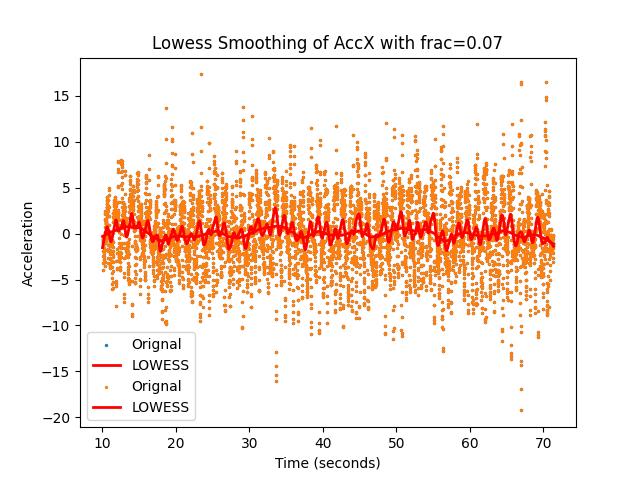 Lowess Smoothing of AccX with frac=0.07
Acceleration
15
10
5
0
−5
−10
−15
−20
Orignal
LOWESS
Orignal
LOWESS
10 20 30 40 50 60 70
Time (seconds)